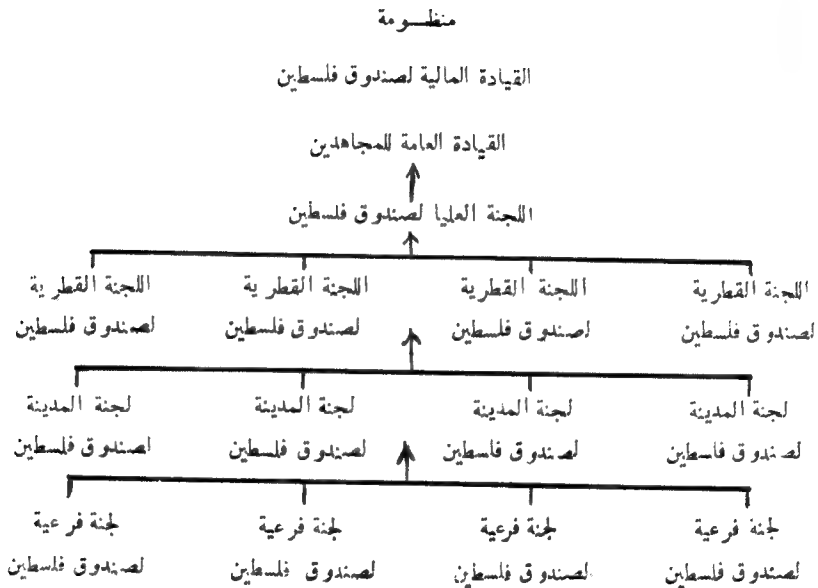 منظــومة
القيادة المالية لصندوق فلسطين
القيادة العامة للمجاهدين
اللجنة العليا لصندوق فلسطين
اللجنة القطرية اللجنة القطرية اللجنة القطرية اللجنة القطرية
لصندوق فلسطين لصندوق فلسطين لصندوق فلسطين لصندوق فلسطين
لجنة المدينة لجنة المدينة لجنة المدينة لجنة المدينة
لصندوق فلسطين لصندوق فلسطين لصندوق فلسطين لصندوق فلسطين
لجنة فرعية لجنة فرعية لجنة فرعية لجنة فرعية
لصندوق فلسطين لصندوق فلسطين لصندوق فلسطين لصندوق فلسطين